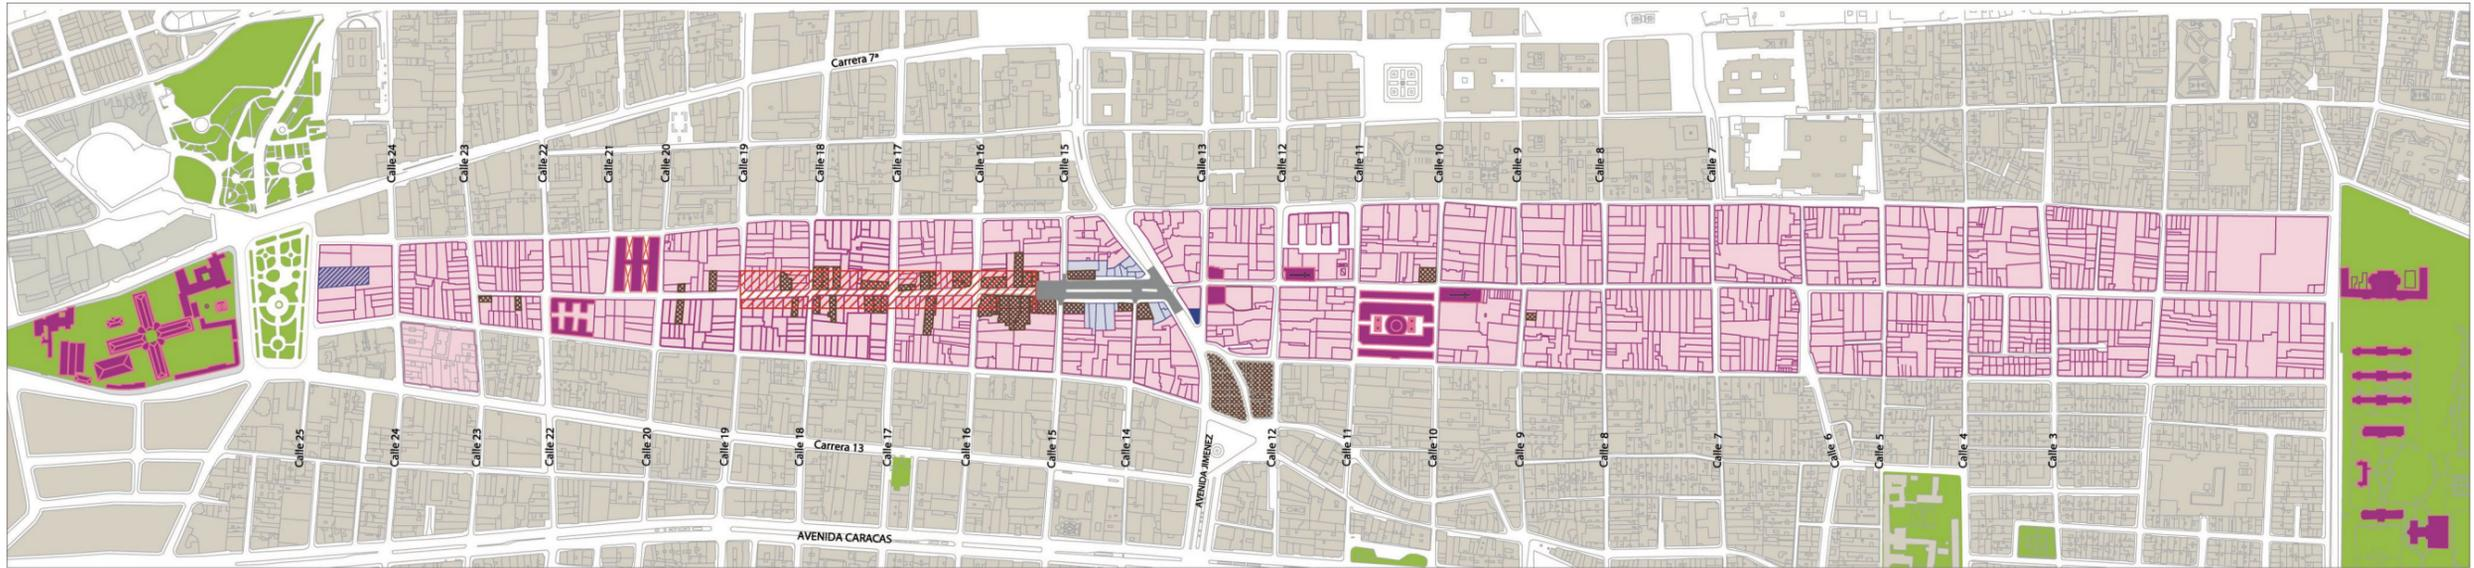 Carrera 7ª
Calle 24
Calle 23
Calle 22
Calle 21
Calle 20
Calle 19
Calle 18
Calle 17
Calle 16
Calle 15
Calle 13
Calle 12
Calle 11
Calle 10
Calle 9
Calle 8
Calle 7
Calle 25
Calle 24
Calle 23
Calle 22
Calle 20
Calle 19
Calle 18
Carrera 13
Calle 17
Calle 16
Calle 15
Calle 14
AVENIDA JIMENEZ
Calle 12
Calle 11
Calle 10
Calle 9
Calle 8
Calle 7
Calle 6
Calle 5
Calle 4
Calle 3
AVENIDA CARACAS